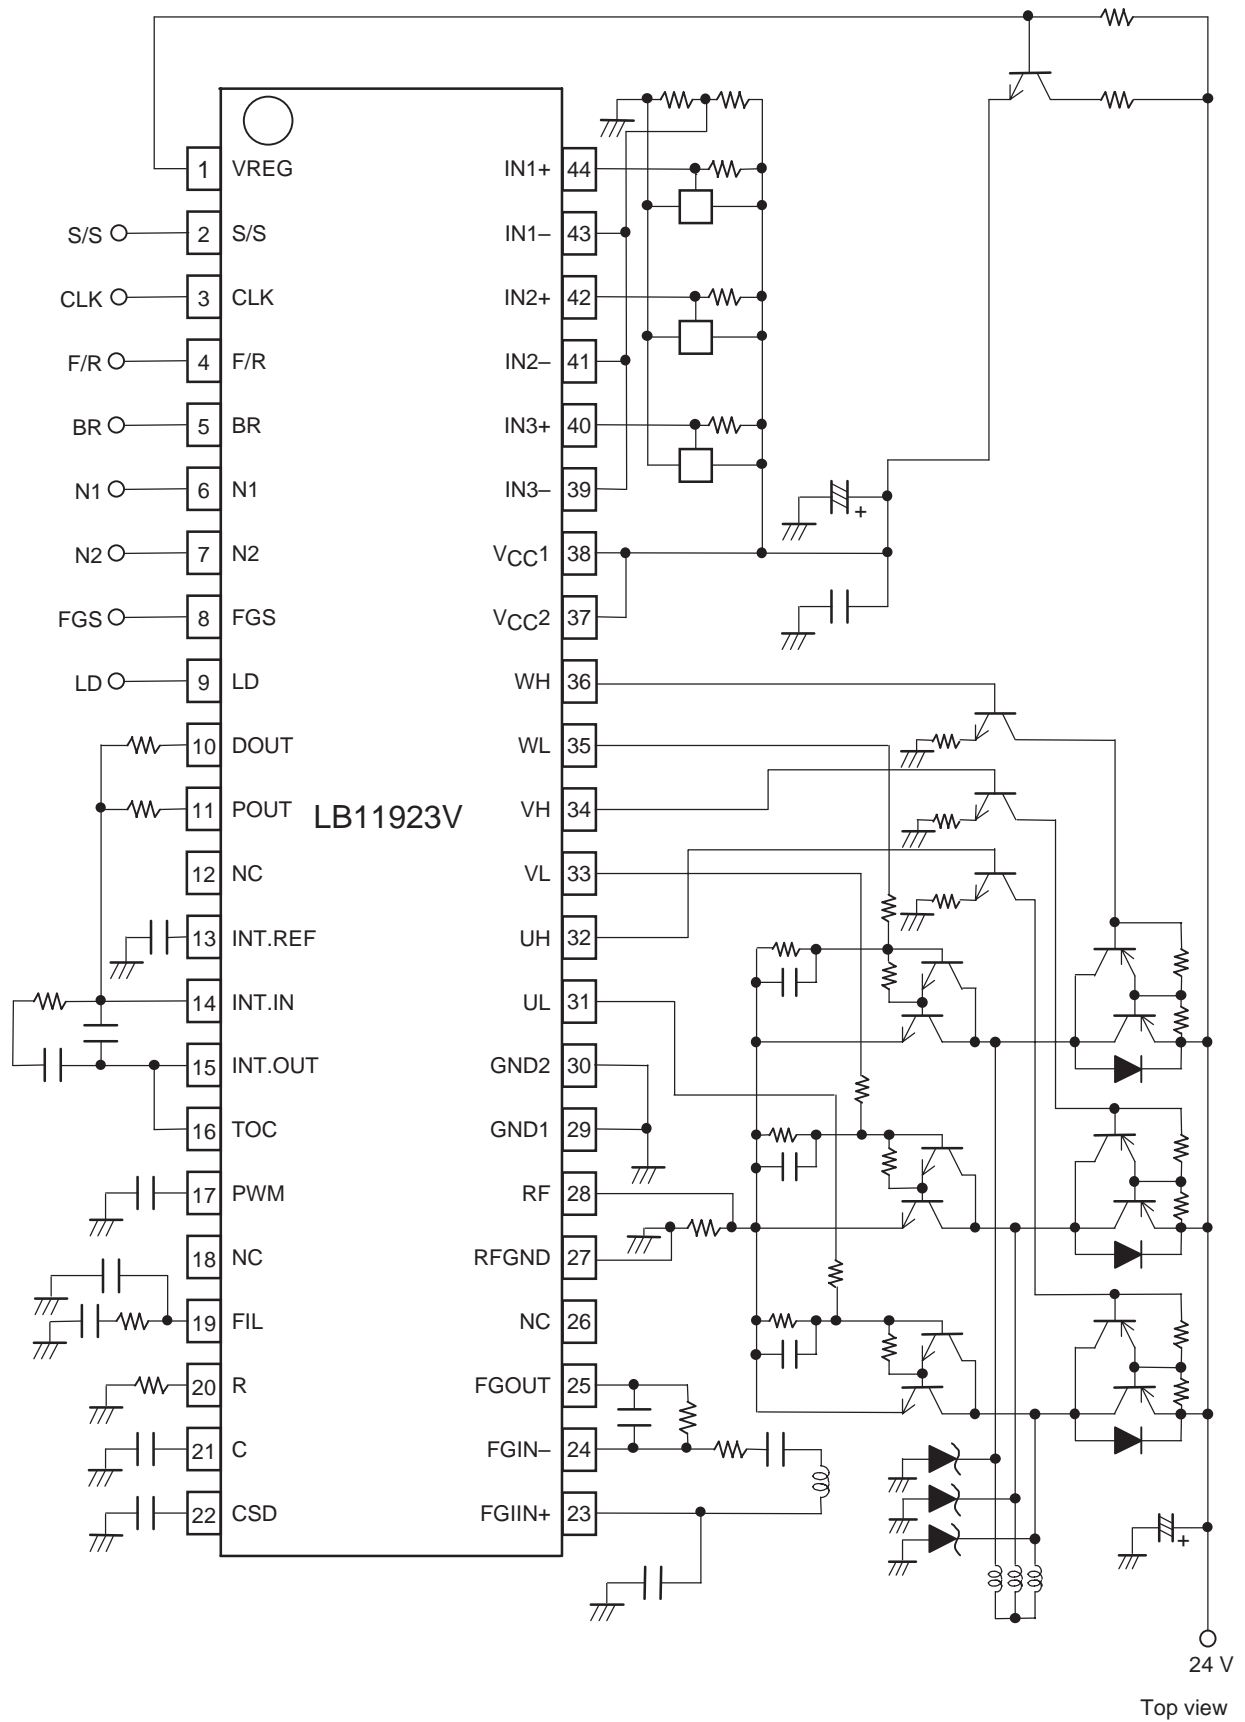 1 VREG IN1+ 44
S/S 2 S/S IN1– 43
CLK 3 CLK IN2+ 42
F/R 4 F/R IN2– 41
BR 5 BR IN3+ 40
N1 6 N1 IN3– 39
+
N2 7 N2 VCC1 38
FGS 8 FGS VCC2 37
LD 9 LD WH 36
10 DOUT WL 35
11 POUT LB11923V VH 34
12 NC VL 33
13 INT.REF UH 32
14 INT.IN UL 31
15 INT.OUT GND2 30
16 TOC GND1 29
17 PWM RF 28
18 NC RFGND 27
19 FIL NC 26
20 R FGOUT 25
21 C FGIN– 24
22 CSD FGIIN+ 23
+
24 V
Top view